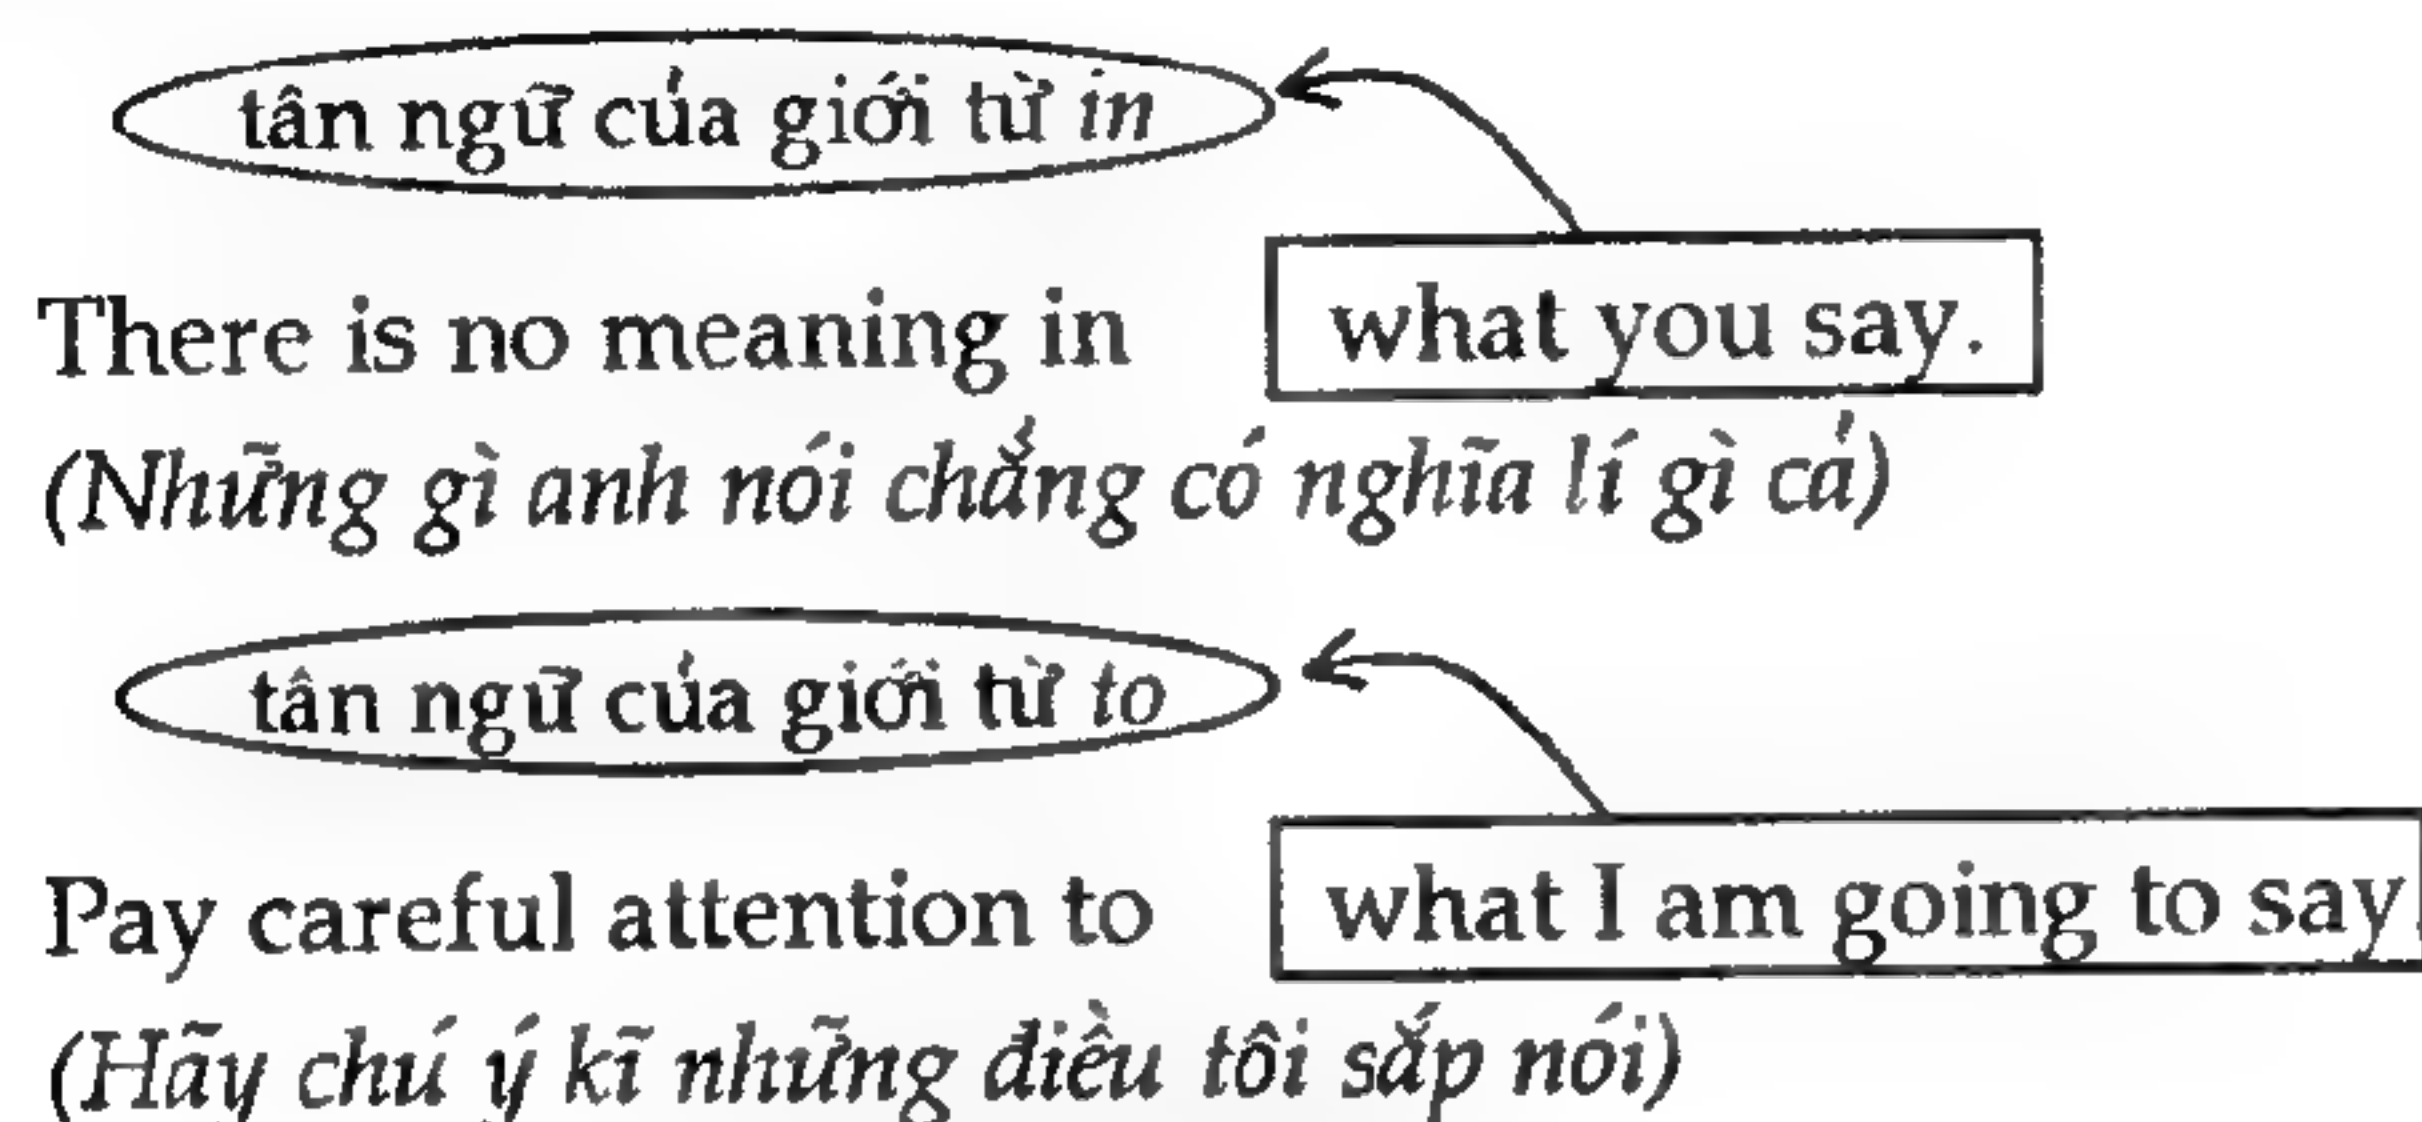 tân ngữ của giới từ in
There is no meaning in what you say.
(Những gì anh nói chẳng có nghĩa lí gì cả)
tân ngữ của giới từ to
Pay careful attention to what I am going to say.
(Hãy chú ý kĩ những điều tôi sắp nói)